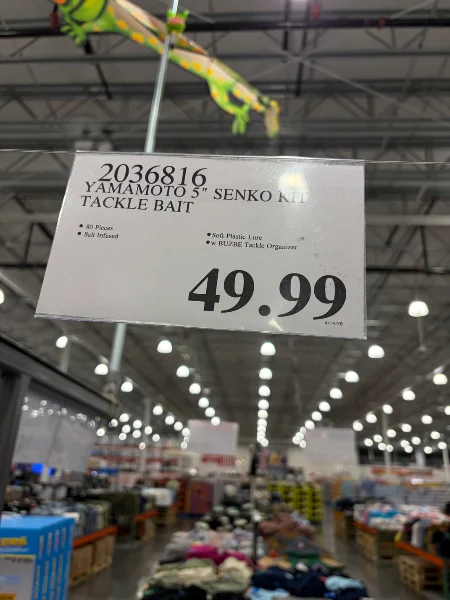 2036816
YAMAMOTO 5" SENKO KIT
TACKLE BAIT
• 80 Pieces
• Salt Infused
• Soft Plastic Lure
• w BUZBE Tackle Organizer
49.99